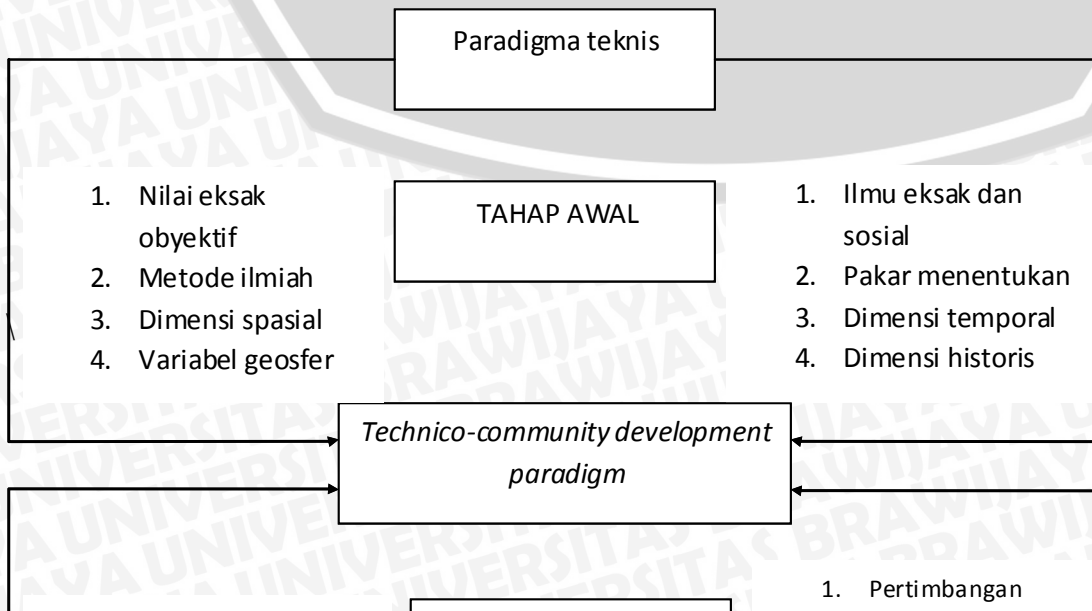 Paradigma teknis
1. Nilai eksak
obyektif
2. Metode ilmiah
3. Dimensi spasial
4. Variabel geosfer
TAHAP AWAL
1. Ilmu eksak dan
sosial
2. Pakar menentukan
3. Dimensi temporal
4. Dimensi historis
Technico-community development
paradigm
1. Pertimbangan